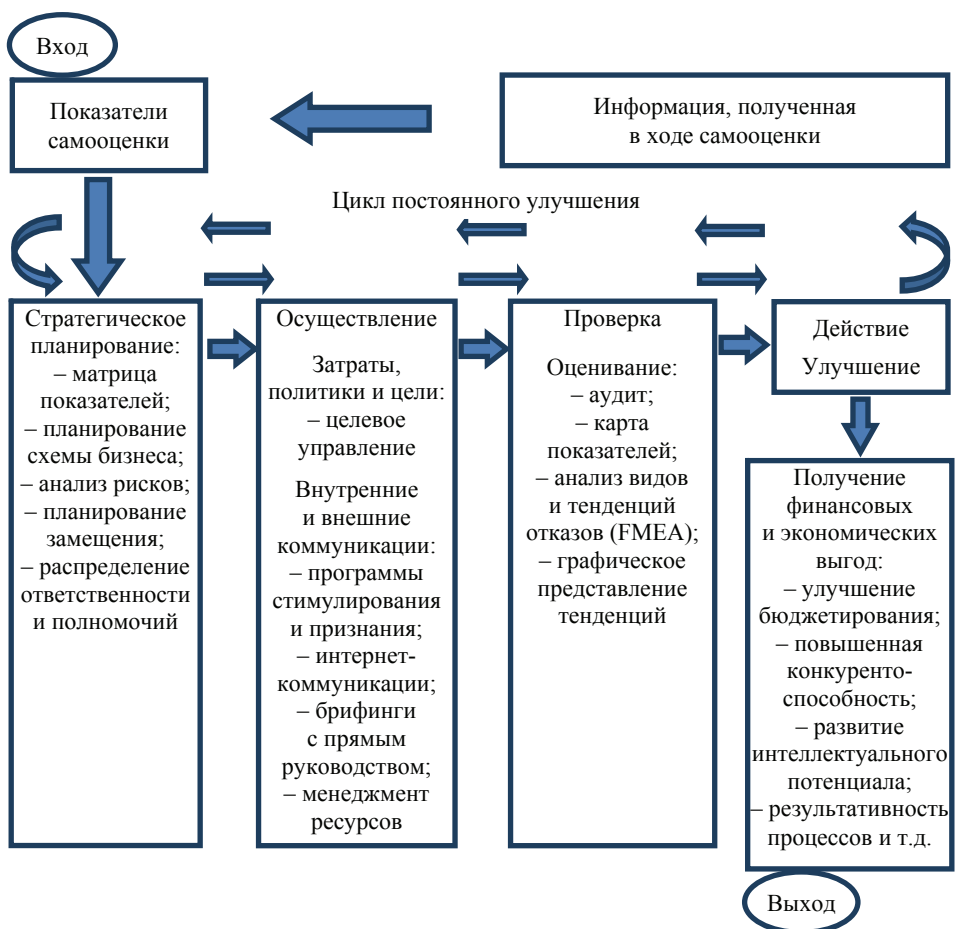 Вход
Показатели
самооценки
Информация, полученная
в ходе самооценки
Цикл постоянного улучшения
Стратегическое
планирование:
– матрица
показателей;
– планирование
схемы бизнеса;
– анализ рисков;
– планирование
замещения;
– распределение
ответственности
и полномочий
Осуществление
Затраты,
политики и цели:
– целевое
управление
Внутренние
и внешние
коммуникации:
– программы
стимулирования
и признания;
– интернет-
коммуникации;
– брифинги
с прямым
руководством;
– менеджмент
ресурсов
Проверка
Оценивание:
– аудит;
– карта
показателей;
– анализ видов
и тенденций
отказов (FMEA);
– графическое
представление
тенденций
Действие
Улучшение
Получение
финансовых
и экономических
выгод:
– улучшение
бюджетирования;
– повышенная
конкуренто-
способность;
– развитие
интеллектуального
потенциала;
– результативность
процессов и т.д.
Выход